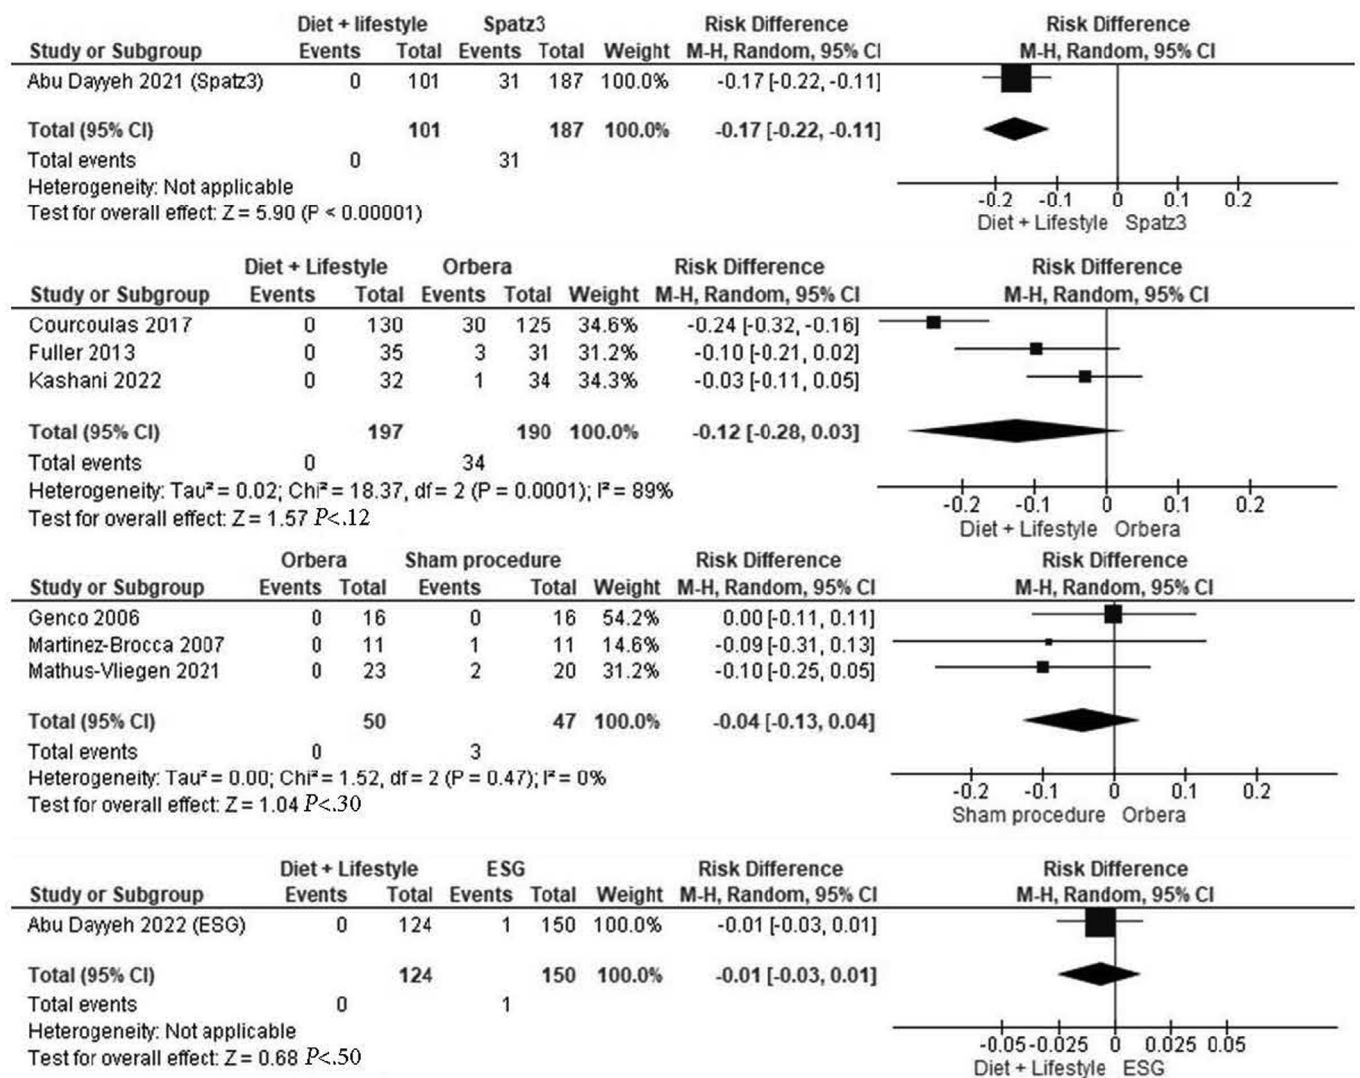 Diet + lifestyle Spatz3 Risk Difference Risk Difference
Study or Subgroup Events Total Events Total Weight M-H, Random, 95% CI M-H, Random, 95% CI
Abu Dayyeh 2021 (Spatz3) 0 101 31 187 100.0% -0.17 [-0.22, -0.11]
Total (95% CI) 101 187 100.0% -0.17 [-0.22, -0.11]
Total events 0 31
Heterogeneity: Not applicable
Test for overall effect: Z = 5.90 (P < 0.00001)
-0.2 -0.1 0 0.1 0.2
Diet + Lifestyle Spatz3
Diet + Lifestyle Orbera Risk Difference Risk Difference
Study or Subgroup Events Total Events Total Weight M-H, Random, 95% CI M-H, Random, 95% CI
Courcoulas 2017 0 130 30 125 34.6% -0.24 [-0.32, -0.16]
Fuller 2013 0 35 3 31 31.2% -0.10 [-0.21, 0.02]
Kashani 2022 0 32 1 34 34.3% -0.03 [-0.11, 0.05]
Total (95% CI) 197 190 100.0% -0.12 [-0.28, 0.03]
Total events 0 34
Heterogeneity: Tau² = 0.02; Chi² = 18.37, df = 2 (P = 0.0001); I² = 89%
Test for overall effect: Z = 1.57 P<.12
-0.2 -0.1 0 0.1 0.2
Diet + Lifestyle Orbera
Orbera Sham procedure Risk Difference Risk Difference
Study or Subgroup Events Total Events Total Weight M-H, Random, 95% CI M-H, Random, 95% CI
Genco 2006 0 16 0 16 54.2% 0.00 [-0.11, 0.11]
Martinez-Brocca 2007 0 11 1 11 14.6% -0.09 [-0.31, 0.13]
Mathus-Vliegen 2021 0 23 2 20 31.2% -0.10 [-0.25, 0.05]
Total (95% CI) 50 47 100.0% -0.04 [-0.13, 0.04]
Total events 0 3
Heterogeneity: Tau² = 0.00; Chi² = 1.52, df = 2 (P = 0.47); I² = 0%
Test for overall effect: Z = 1.04 P<.30
-0.2 -0.1 0 0.1 0.2
Sham procedure Orbera
Diet + Lifestyle ESG Risk Difference Risk Difference
Study or Subgroup Events Total Events Total Weight M-H, Random, 95% CI M-H, Random, 95% CI
Abu Dayyeh 2022 (ESG) 0 124 1 150 100.0% -0.01 [-0.03, 0.01]
Total (95% CI) 124 150 100.0% -0.01 [-0.03, 0.01]
Total events 0 1
Heterogeneity: Not applicable
Test for overall effect: Z = 0.68 P<.50
-0.05 -0.025 0 0.025 0.05
Diet + Lifestyle ESG